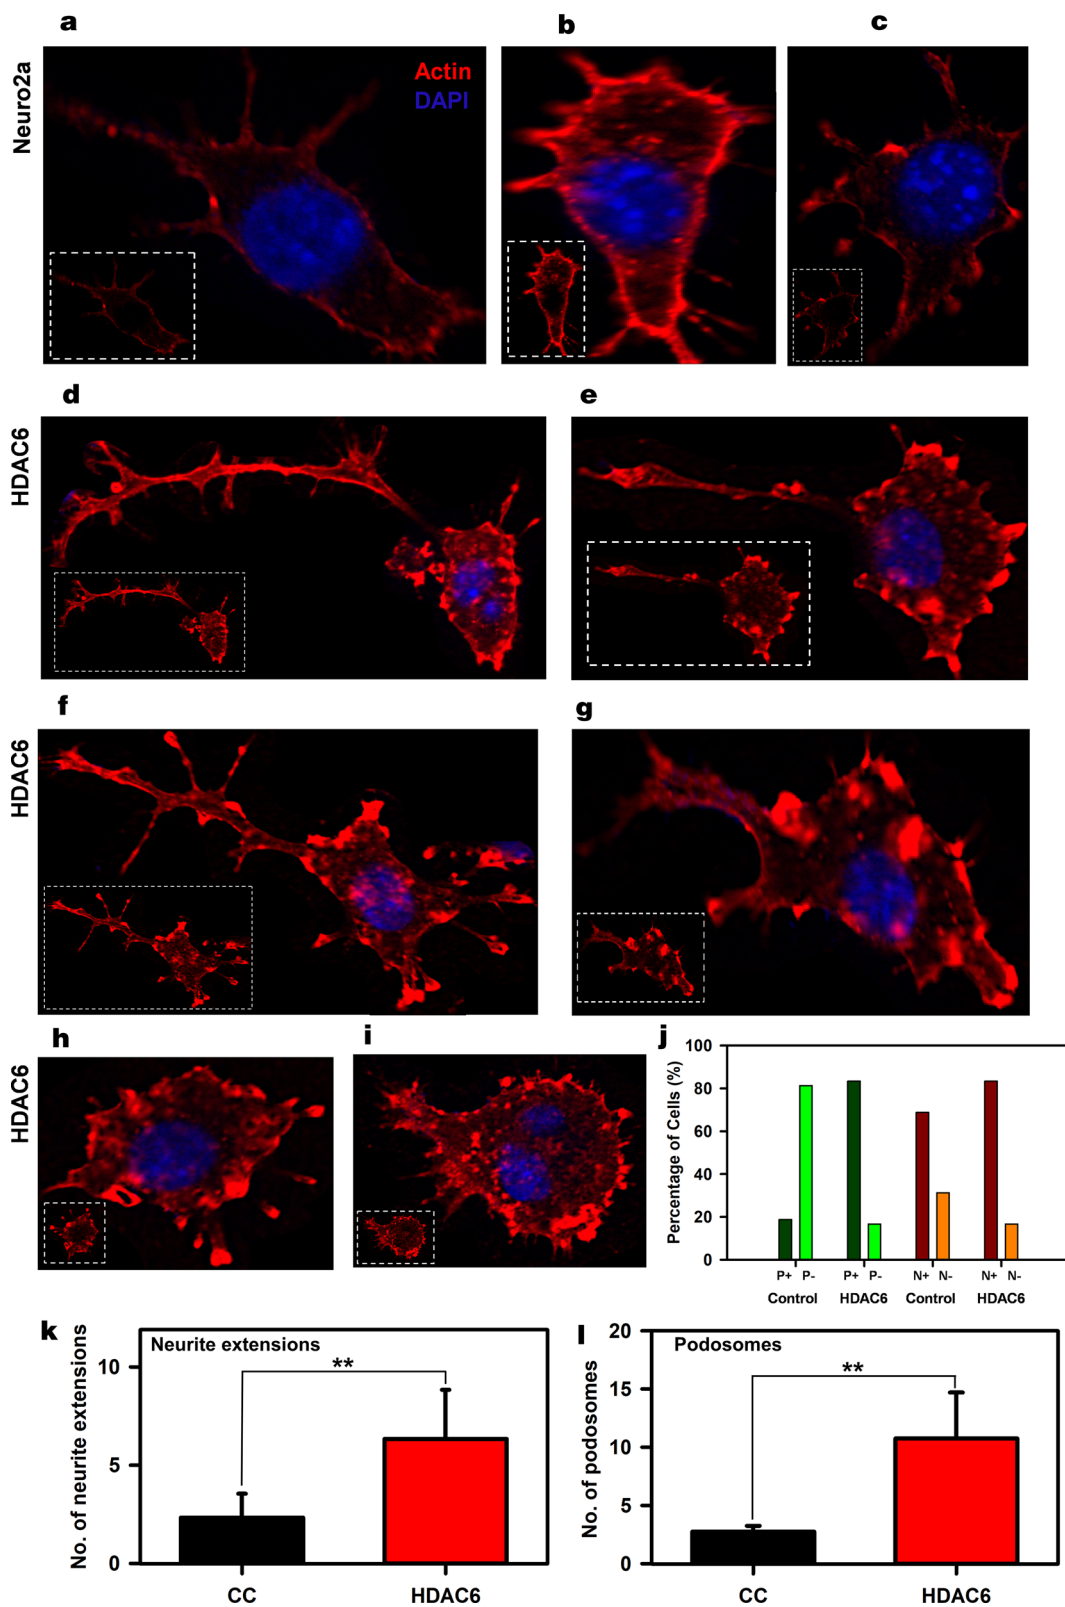 a
b
c
Neuro2a
Actin
DAPI
d
e
HDAC6
f
g
HDAC6
h
i
j
HDAC6
Percentage of Cells (%)
100
80
60
40
20
0
P+ P- P+ P- N+ N- N+ N-
Control HDAC6 Control HDAC6
k
Neurite extensions
**
No. of neurite extensions
10
5
0
CC HDAC6
l
Podosomes
**
No. of podosomes
20
15
10
5
0
CC HDAC6